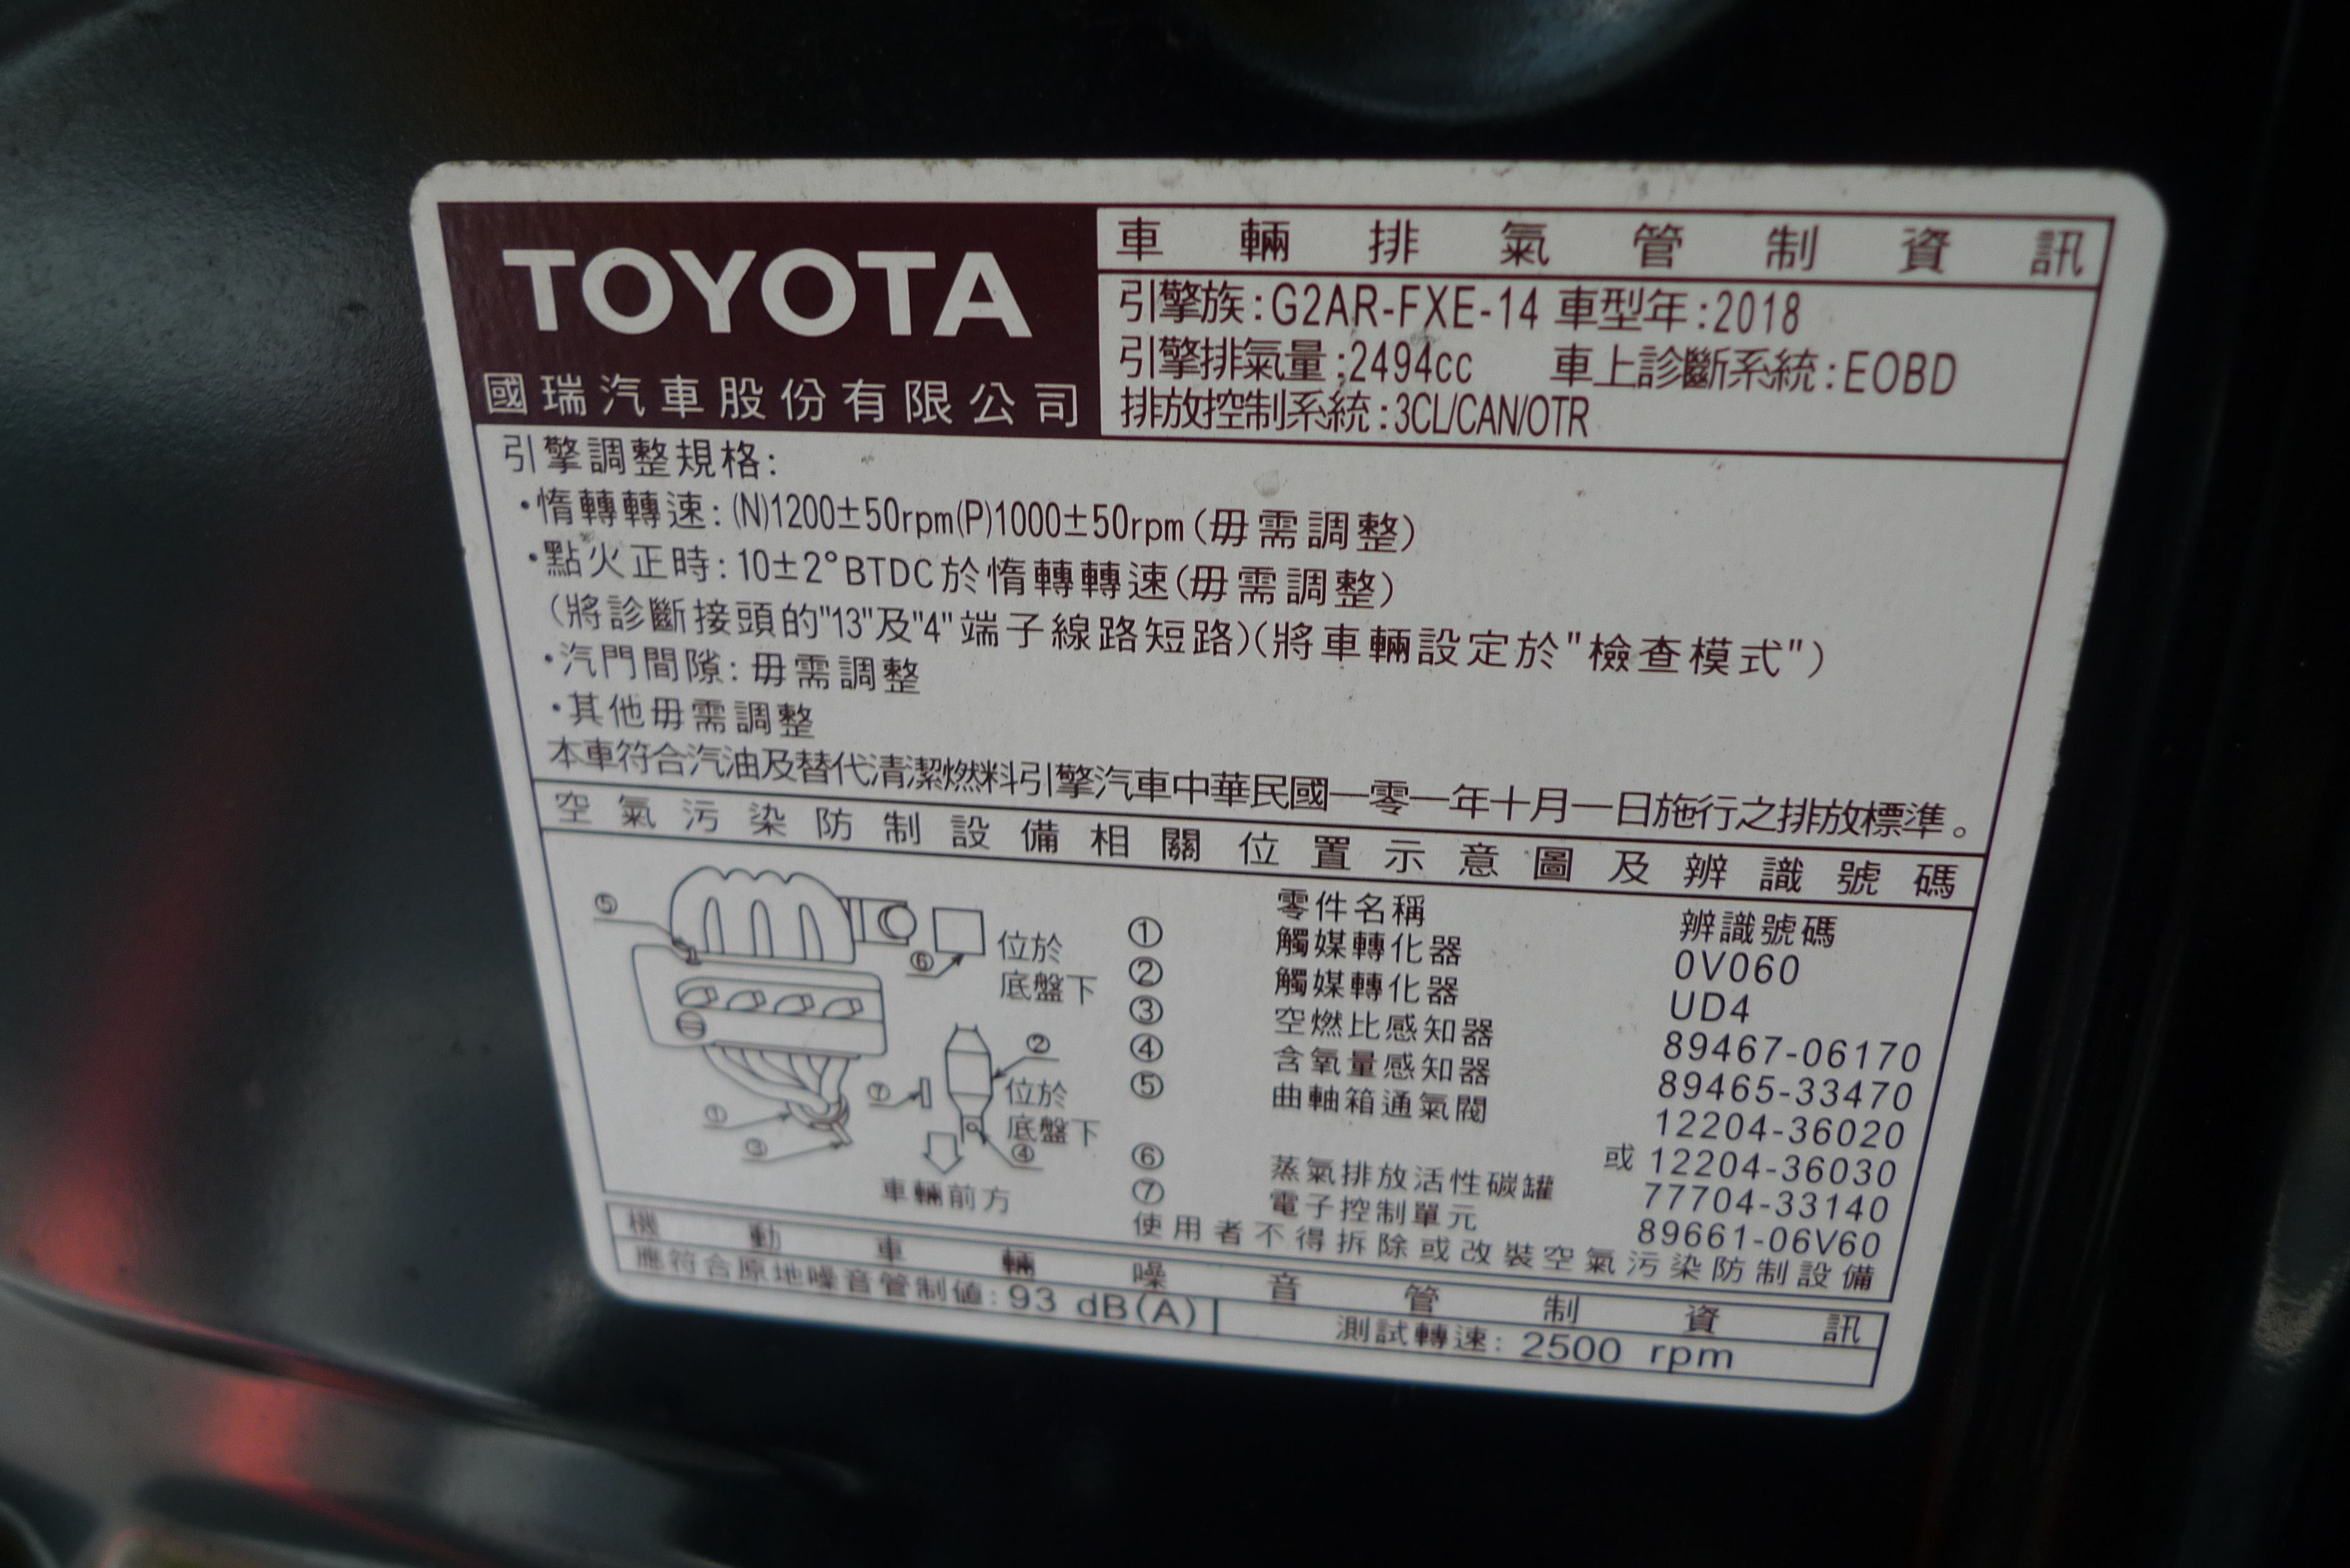 TOYOTA
國瑞汽車股份有限公司
車輛排氣管制資訊
引擎族:G2AR-FXE-14 車型年:2018
引擎排氣量:2494cc 車上診斷系統:EOBD
排放控制系統:3CL/CAN/OTR
引擎調整規格:
・惰轉轉速:(N)1200±50rpm(P)1000±50rpm(毋需調整)
・點火正時:10±2°BTDC於惰轉轉速(毋需調整)
(將診斷接頭的"13"及"4"端子線路短路)(將車輛設定於"檢查模式")
・汽門間隙:毋需調整
・其他毋需調整
本車符合汽油及替代清潔燃料引擎汽車中華民國一零一年十月一日施行之排放標準。
空氣污染防制設備相關位置示意圖及辨識號碼
⑤
⑥
位於
底盤下
②
位於
底盤下
⑦
①
③
④
車輛前方
零件名稱 辨識號碼
① 觸媒轉化器 0V060
② 觸媒轉化器 UD4
③ 空燃比感知器 89467-06170
④ 含氧量感知器 89465-33470
⑤ 曲軸箱通氣閥 12204-36020
或 12204-36030
⑥ 蒸氣排放活性碳罐 77704-33140
⑦ 電子控制單元 89661-06V60
使用者不得拆除或改裝空氣污染防制設備
機動車輛噪音管制資訊
應符合原地噪音管制值:93 dB(A) 測試轉速:2500 rpm